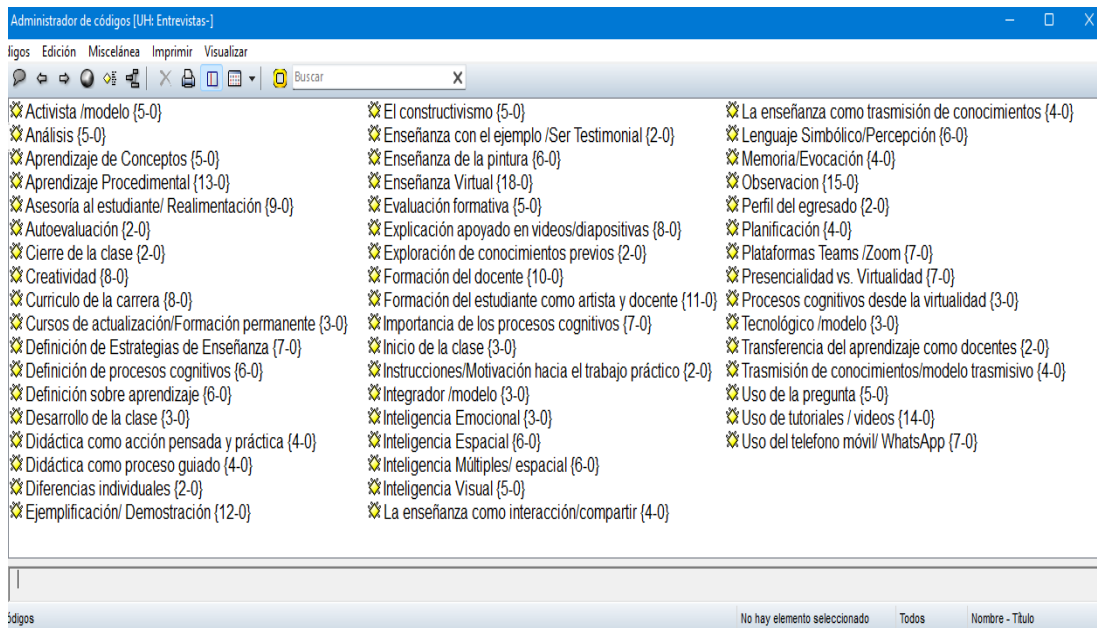 Administrador de códigos [UH: Entrevistas-]
digos Edición Miscelánea Imprimir Visualizar
Buscar
Activista /modelo {5-0}
Análisis {5-0}
Aprendizaje de Conceptos {5-0}
Aprendizaje Procedimental {13-0}
Asesoría al estudiante/ Realimentación {9-0}
Autoevaluación {2-0}
Cierre de la clase {2-0}
Creatividad {8-0}
Curriculo de la carrera {8-0}
Cursos de actualización/Formación permanente {3-0}
Definición de Estrategias de Enseñanza {7-0}
Definición de procesos cognitivos {6-0}
Definición sobre aprendizaje {6-0}
Desarrollo de la clase {3-0}
Didáctica como acción pensada y práctica {4-0}
Didáctica como proceso guiado {4-0}
Diferencias individuales {2-0}
Ejemplificación/ Demostración {12-0}
El constructivismo {5-0}
Enseñanza con el ejemplo /Ser Testimonial {2-0}
Enseñanza de la pintura {6-0}
Enseñanza Virtual {18-0}
Evaluación formativa {5-0}
Explicación apoyado en videos/diapositivas {8-0}
Exploración de conocimientos previos {2-0}
Formación del docente {10-0}
Formación del estudiante como artista y docente {11-0}
Importancia de los procesos cognitivos {7-0}
Inicio de la clase {3-0}
Instrucciones/Motivación hacia el trabajo práctico {2-0}
Integrador /modelo {3-0}
Inteligencia Emocional {3-0}
Inteligencia Espacial {6-0}
Inteligencia Múltiples/ espacial {6-0}
Inteligencia Visual {5-0}
La enseñanza como interacción/compartir {4-0}
La enseñanza como trasmisión de conocimientos {4-0}
Lenguaje Simbólico/Percepción {6-0}
Memoria/Evocación {4-0}
Observacion {15-0}
Perfil del egresado {2-0}
Planificación {4-0}
Plataformas Teams /Zoom {7-0}
Presencialidad vs. Virtualidad {7-0}
Procesos cognitivos desde la virtualidad {3-0}
Tecnológico /modelo {3-0}
Transferencia del aprendizaje como docentes {2-0}
Trasmisión de conocimientos/modelo trasmisivo {4-0}
Uso de la pregunta {5-0}
Uso de tutoriales / videos {14-0}
Uso del telefono móvil/ WhatsApp {7-0}
ódigos No hay elemento seleccionado Todos Nombre - Título